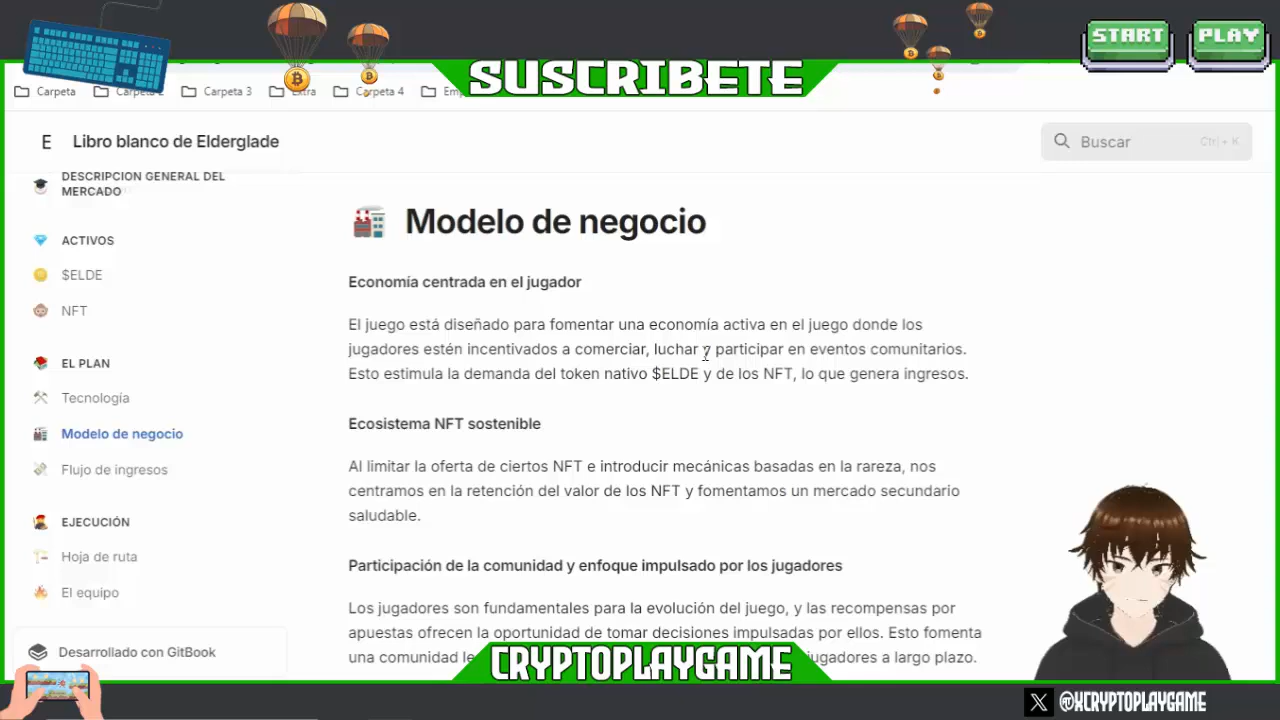 START
PLAY
SUSCRIBETE
Carpeta
Carpeta 3
Extra
Carpeta 4
E
Libro blanco de Elderglade
Buscar
Ctrl + K
DESCRIPCIÓN GENERAL DEL
MERCADO
ACTIVOS
$ELDE
NFT
EL PLAN
Tecnología
Modelo de negocio
Flujo de ingresos
EJECUCIÓN
Hoja de ruta
El equipo
Desarrollado con GitBook
Modelo de negocio
Economía centrada en el jugador
El juego está diseñado para fomentar una economía activa en el juego donde los
jugadores estén incentivados a comerciar, luchar y participar en eventos comunitarios.
Esto estimula la demanda del token nativo $ELDE y de los NFT, lo que genera ingresos.
Ecosistema NFT sostenible
Al limitar la oferta de ciertos NFT e introducir mecánicas basadas en la rareza, nos
centramos en la retención del valor de los NFT y fomentamos un mercado secundario
saludable.
Participación de la comunidad y enfoque impulsado por los jugadores
Los jugadores son fundamentales para la evolución del juego, y las recompensas por
apuestas ofrecen la oportunidad de tomar decisiones impulsadas por ellos. Esto fomenta
una comunidad jugadores a largo plazo.
CRYPTOPLAYGAME
X @XCRYPTOPLAYGAME